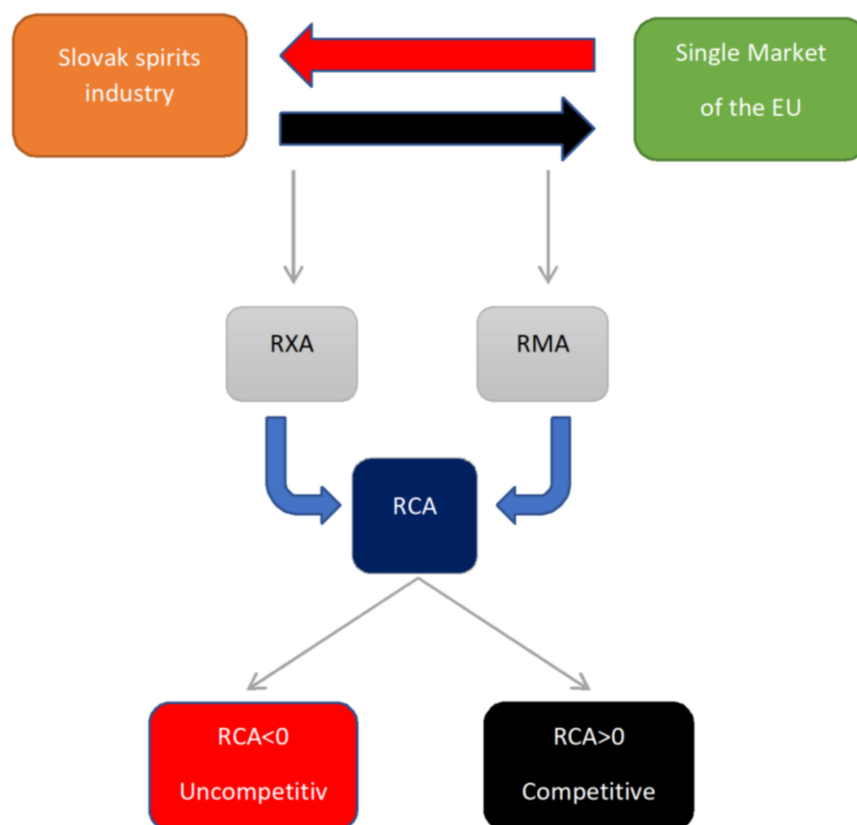 Slovak spirits
industry
Single Market
of the EU
RXA
RMA
RCA
RCA<0
Uncompetitiv
RCA>0
Competitive